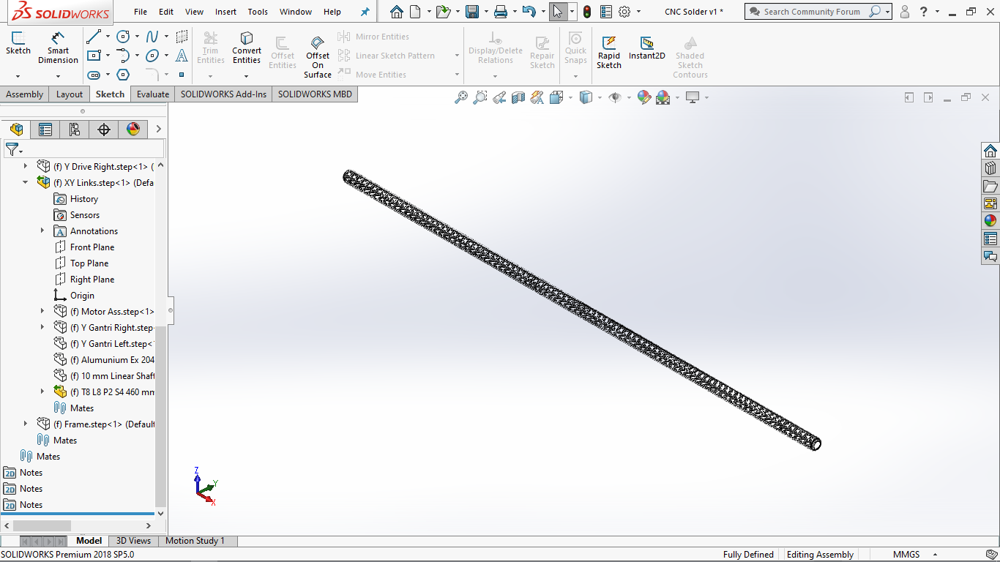 SOLIDWORKS
File Edit View Insert Tools Window Help
CNC Solder v1 *
Search Community Forum
?
Sketch
Smart Dimension
Trim Entities
Convert Entities
Offset Entities
Offset On Surface
Mirror Entities
Linear Sketch Pattern
Move Entities
Display/Delete Relations
Repair Sketch
Quick Snaps
Rapid Sketch
Instant2D
Shaded Sketch Contours
Assembly Layout Sketch Evaluate SOLIDWORKS Add-Ins SOLIDWORKS MBD
(f) Y Drive Right.step<1> (
(f) XY Links.step<1> (Defa
History
Sensors
Annotations
Front Plane
Top Plane
Right Plane
Origin
(f) Motor Ass.step<1>
(f) Y Gantri Right.step
(f) Y Gantri Left.step<
(f) Alumunium Ex 204
(f) 10 mm Linear Shaft
(f) T8 L8 P2 S4 460 mm
Mates
(f) Frame.step<1> (Default
Mates
Mates
Notes
Notes
Notes
Z
Y
X
Model 3D Views Motion Study 1
SOLIDWORKS Premium 2018 SP5.0
Fully Defined Editing Assembly MMGS